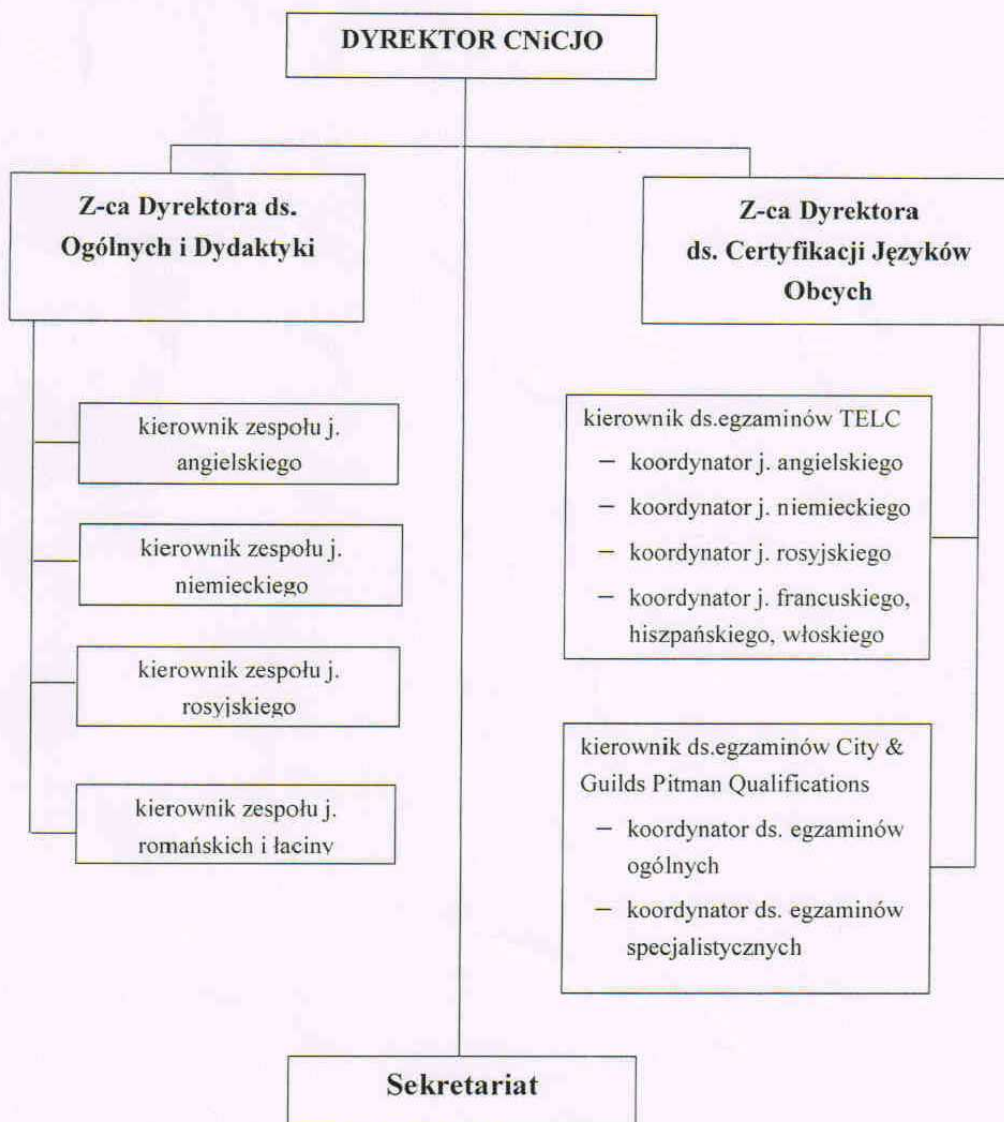 DYREKTOR CNiCJO
Z-ca Dyrektora ds.
Ogólnych i Dydaktyki
kierownik zespołu j.
angielskiego
kierownik zespołu j.
niemieckiego
kierownik zespołu j.
rosyjskiego
kierownik zespołu j.
romańskich i łaciny
Z-ca Dyrektora
ds. Certyfikacji Języków
Obcych
kierownik ds.egzaminów TELC
– koordynator j. angielskiego
– koordynator j. niemieckiego
– koordynator j. rosyjskiego
– koordynator j. francuskiego,
hiszpańskiego, włoskiego
kierownik ds.egzaminów City &
Guilds Pitman Qualifications
– koordynator ds. egzaminów
ogólnych
– koordynator ds. egzaminów
specjalistycznych
Sekretariat